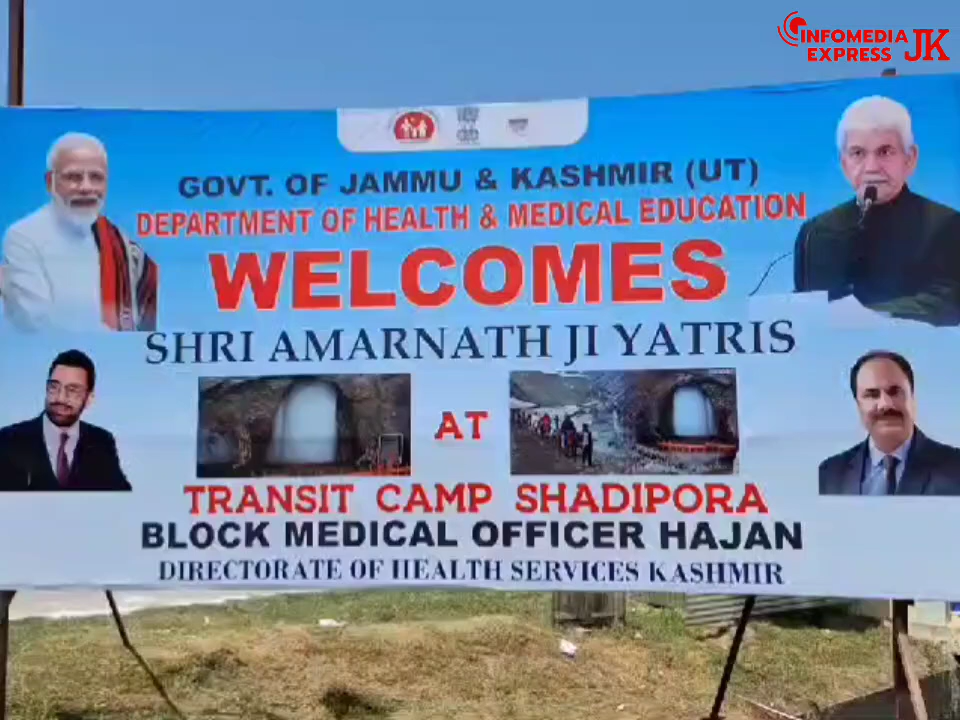 INFOMEDIA
EXPRESS JK
GOVT. OF JAMMU & KASHMIR (UT)
DEPARTMENT OF HEALTH & MEDICAL EDUCATION
WELCOMES
SHRI AMARNATH JI YATRIS
AT
TRANSIT CAMP SHADIPORA
BLOCK MEDICAL OFFICER HAJAN
DIRECTORATE OF HEALTH SERVICES KASHMIR